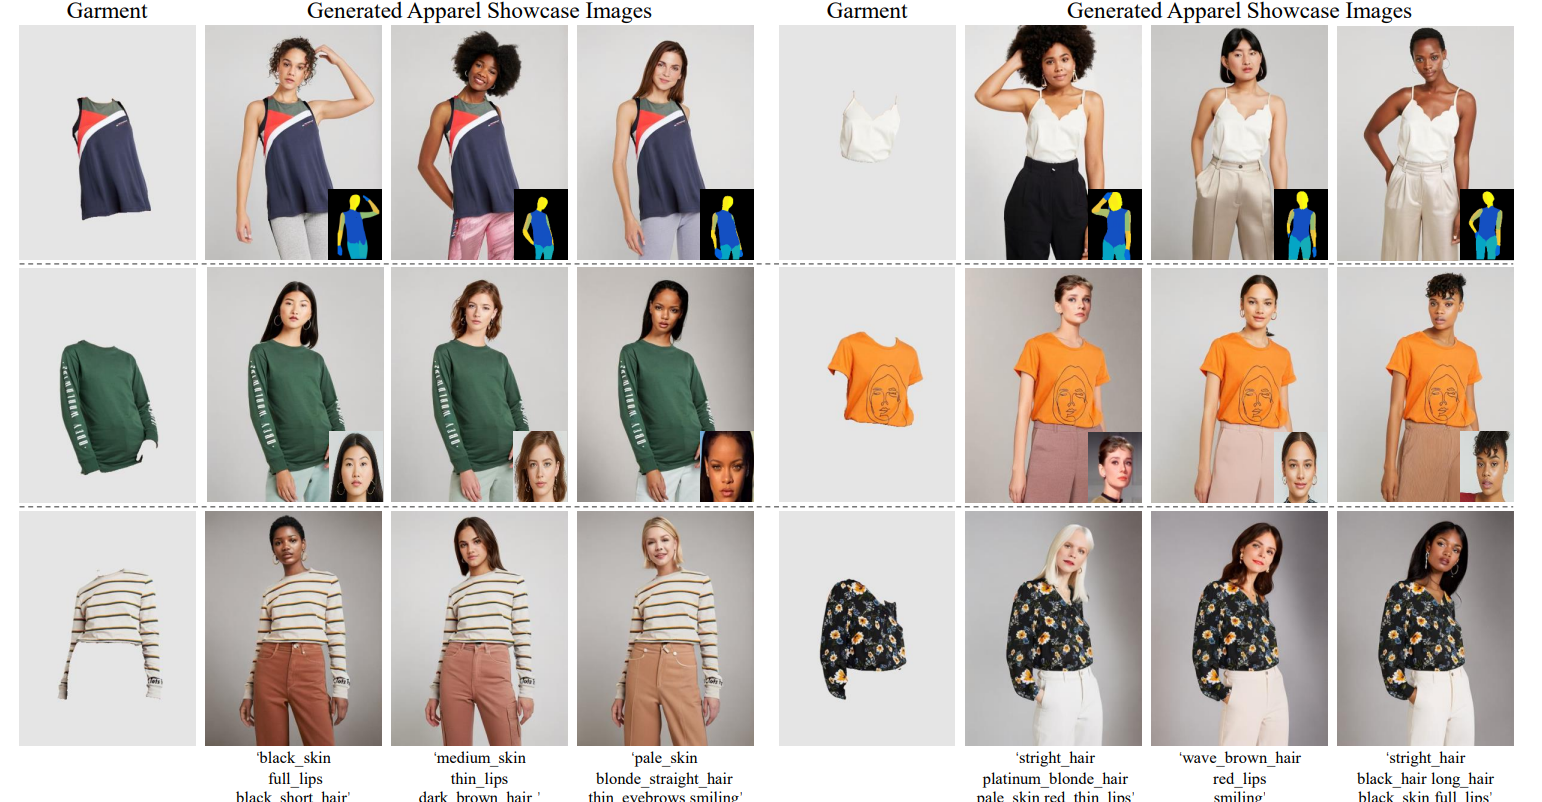 Garment
Generated Apparel Showcase Images
Garment
Generated Apparel Showcase Images
'black_skin
full_lips
black_short_hair'
'medium_skin
thin_lips
dark_brown_hair '
'pale_skin
blonde_straight_hair
thin_eyebrows smiling'
'stright_hair
platinum_blonde_hair
pale_skin red_thin_lips'
'wave_brown_hair
red_lips
smiling'
'stright_hair
black_hair long_hair
black_skin full_lips'